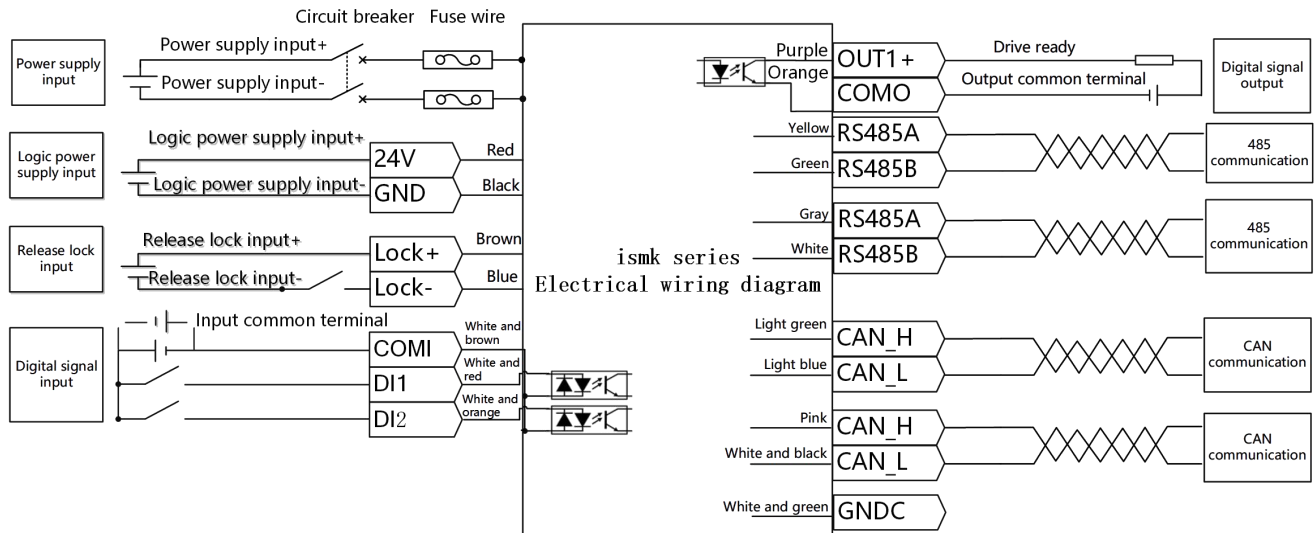 Circuit breaker
Fuse wire
Power supply
input
Power supply input+
Power supply input-
Logic power
supply input
Logic power supply input+
Logic power supply input-
24V
GND
Red
Black
Release lock
input
Release lock input+
Release lock input-
Lock+
Lock-
Brown
Blue
Digital signal
input
Input common terminal
COMI
DI1
DI2
White and
brown
White and
red
White and
orange
ismk series
Electrical wiring diagram
Purple
Orange
OUT1+
COMO
Drive ready
Output common terminal
Digital signal
output
Yellow
Green
RS485A
RS485B
485
communication
Gray
White
RS485A
RS485B
485
communication
Light green
Light blue
CAN_H
CAN_L
CAN
communication
Pink
White and black
CAN_H
CAN_L
CAN
communication
White and green
GNDC